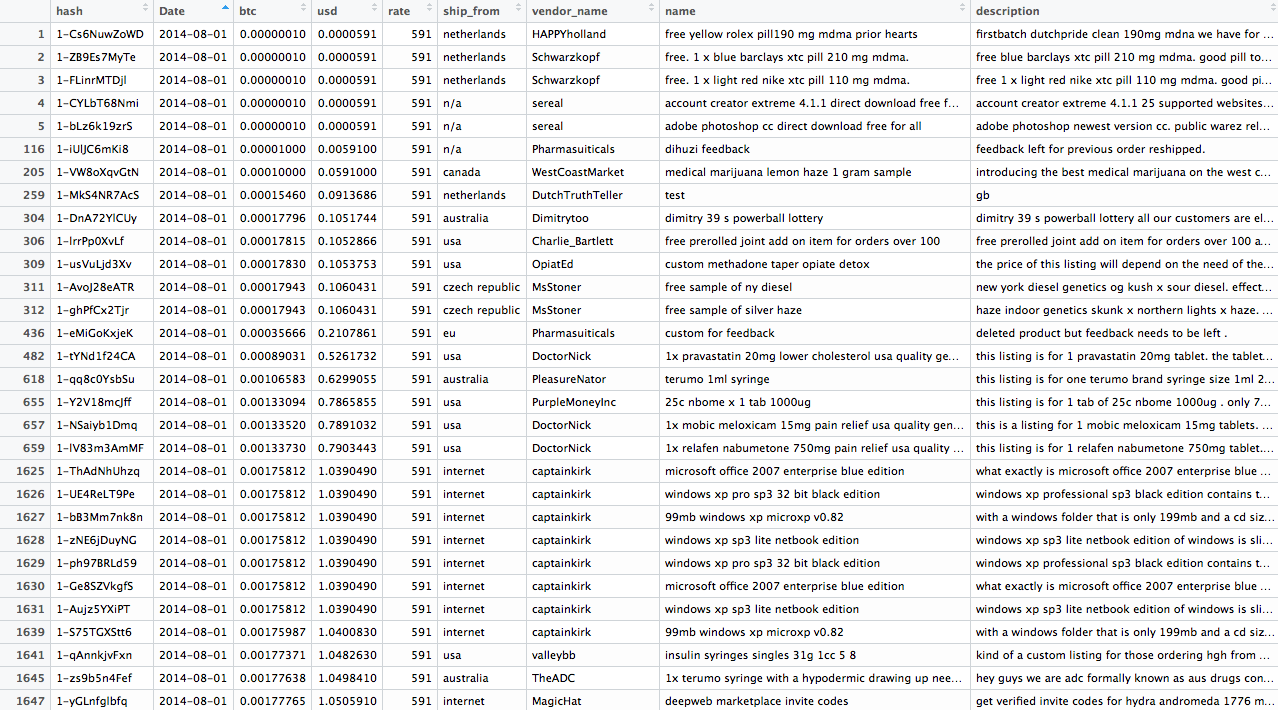 hash Date btc usd rate ship_from vendor_name name description
1 1-Cs6NuwZoWD 2014-08-01 0.00000010 0.0000591 591 netherlands HAPPYholland free yellow rolex pill190 mg mdma prior hearts firstbatch dutchpride clean 190mg mdna we have for ...
2 1-ZB9Es7MyTe 2014-08-01 0.00000010 0.0000591 591 netherlands Schwarzkopf free. 1 x blue barclays xtc pill 210 mg mdma. free blue barclays xtc pill 210 mg mdma. good pill to...
3 1-FLinrMTDjl 2014-08-01 0.00000010 0.0000591 591 netherlands Schwarzkopf free. 1 x light red nike xtc pill 110 mg mdma. free 1 x light red nike xtc pill 110 mg mdma. good pi...
4 1-CYLbT68Nmi 2014-08-01 0.00000010 0.0000591 591 n/a sereal account creator extreme 4.1.1 direct download free f... account creator extreme 4.1.1 25 supported websites...
5 1-bLz6k19zrS 2014-08-01 0.00000010 0.0000591 591 n/a sereal adobe photoshop cc direct download free for all adobe photoshop newest version cc. public warez rel...
116 1-iUlJC6mKi8 2014-08-01 0.00001000 0.0059100 591 n/a Pharmasuiticals dihuzi feedback feedback left for previous order reshipped.
205 1-VW8oXqvGtN 2014-08-01 0.00010000 0.0591000 591 canada WestCoastMarket medical marijuana lemon haze 1 gram sample introducing the best medical marijuana on the west c...
259 1-MkS4NR7AcS 2014-08-01 0.00015460 0.0913686 591 netherlands DutchTruthTeller test gb
304 1-DnA72YlCUy 2014-08-01 0.00017796 0.1051744 591 australia Dimitrytoo dimitry 39 s powerball lottery dimitry 39 s powerball lottery all our customers are el...
306 1-lrrPp0XvLf 2014-08-01 0.00017815 0.1052866 591 usa Charlie_Bartlett free prerolled joint add on item for orders over 100 free prerolled joint add on item for orders over 100 a...
309 1-usVuLjd3Xv 2014-08-01 0.00017830 0.1053753 591 usa OpiatEd custom methadone taper opiate detox the price of this listing will depend on the need of the...
311 1-AvoJ28eATR 2014-08-01 0.00017943 0.1060431 591 czech republic MsStoner free sample of ny diesel new york diesel genetics og kush x sour diesel. effect...
312 1-ghPfCx2Tjr 2014-08-01 0.00017943 0.1060431 591 czech republic MsStoner free sample of silver haze haze indoor genetics skunk x northern lights x haze. ...
436 1-eMiGoKxjeK 2014-08-01 0.00035666 0.2107861 591 eu Pharmasuiticals custom for feedback deleted product but feedback needs to be left .
482 1-tYNd1f24CA 2014-08-01 0.00089031 0.5261732 591 usa DoctorNick 1x pravastatin 20mg lower cholesterol usa quality ge... this listing is for 1 pravastatin 20mg tablet. the tablet...
618 1-qq8c0YsbSu 2014-08-01 0.00106583 0.6299055 591 australia PleasureNator terumo 1ml syringe this listing is for one terumo brand syringe size 1ml 2...
655 1-Y2V18mcJff 2014-08-01 0.00133094 0.7865855 591 usa PurpleMoneyInc 25c nbome x 1 tab 1000ug this listing is for 1 tab of 25c nbome 1000ug . only 7...
657 1-NSaiyb1Dmq 2014-08-01 0.00133520 0.7891032 591 usa DoctorNick 1x mobic meloxicam 15mg pain relief usa quality gen... this is a listing for 1 mobic meloxicam 15mg tablets. ...
659 1-lV83m3AmMF 2014-08-01 0.00133730 0.7903443 591 usa DoctorNick 1x relafen nabumetone 750mg pain relief usa quality ... this listing is for 1 relafen nabumetone 750mg tablet....
1625 1-ThAdNhUhzq 2014-08-01 0.00175812 1.0390490 591 internet captainkirk microsoft office 2007 enterprise blue edition what exactly is microsoft office 2007 enterprise blue ...
1626 1-UE4ReLT9Pe 2014-08-01 0.00175812 1.0390490 591 internet captainkirk windows xp pro sp3 32 bit black edition windows xp professional sp3 black edition contains t...
1627 1-bB3Mm7nk8n 2014-08-01 0.00175812 1.0390490 591 internet captainkirk 99mb windows xp microxp v0.82 with a windows folder that is only 199mb and a cd siz...
1628 1-zNE6jDuyNG 2014-08-01 0.00175812 1.0390490 591 internet captainkirk windows xp sp3 lite netbook edition windows xp sp3 lite netbook edition of windows is sli...
1629 1-ph97BRLd59 2014-08-01 0.00175812 1.0390490 591 internet captainkirk windows xp pro sp3 32 bit black edition windows xp professional sp3 black edition contains t...
1630 1-Ge8SZVkgfS 2014-08-01 0.00175812 1.0390490 591 internet captainkirk microsoft office 2007 enterprise blue edition what exactly is microsoft office 2007 enterprise blue ...
1631 1-Aujz5YXiPT 2014-08-01 0.00175812 1.0390490 591 internet captainkirk windows xp sp3 lite netbook edition windows xp sp3 lite netbook edition of windows is sli...
1639 1-S75TGXStt6 2014-08-01 0.00175987 1.0400830 591 internet captainkirk 99mb windows xp microxp v0.82 with a windows folder that is only 199mb and a cd siz...
1641 1-qAnnkjvFxn 2014-08-01 0.00177371 1.0482630 591 usa valleybb insulin syringes singles 31g 1cc 5 8 kind of a custom listing for those ordering hgh from ...
1645 1-zs9b5n4Fef 2014-08-01 0.00177638 1.0498410 591 australia TheADC 1x terumo syringe with a hypodermic drawing up nee... hey guys we are adc formally known as aus drugs con...
1647 1-yGLnfglbfq 2014-08-01 0.00177765 1.0505910 591 internet MagicHat deepweb marketplace invite codes get verified invite codes for hydra andromeda 1776 m...